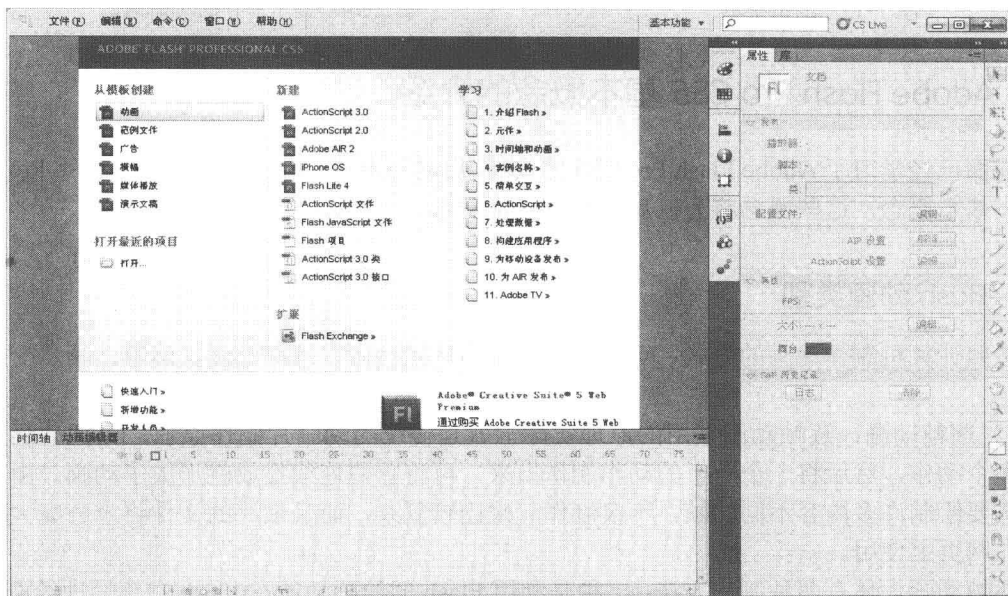 文件(F) 编辑(E) 命令(C) 窗口(W) 帮助(H) 基本功能 CS Live
ADOBE® FLASH® PROFESSIONAL CS5
从模板创建
动画
范例文件
广告
横幅
媒体播放
演示文稿
打开最近的项目
打开...
新建
ActionScript 3.0
ActionScript 2.0
Adobe AIR 2
iPhone OS
Flash Lite 4
ActionScript 文件
Flash JavaScript 文件
Flash 项目
ActionScript 3.0 类
ActionScript 3.0 接口
扩展
Flash Exchange »
学习
1. 介绍 Flash »
2. 元件 »
3. 时间轴和动画 »
4. 实例名称 »
5. 简单交互 »
6. ActionScript »
7. 处理数据 »
8. 构建应用程序 »
9. 为移动设备发布 »
10. 为 AIR 发布 »
11. Adobe TV »
快速入门 »
新增功能 »
开发人员 »
Fl
Adobe® Creative Suite® 5 Web
Premium
通过购买 Adobe Creative Suite 5 Web
属性 库
Fl 文档
发布
播放器:
脚本:
类:
配置文件: 编辑...
AIR 设置 编辑...
ActionScript 设置 编辑...
属性
FPS:
大小: 编辑...
舞台:
SWF 历史记录
日志 清除
时间轴 动画编辑器
1 5 10 15 20 25 30 35 40 45 50 55 60 65 70 75